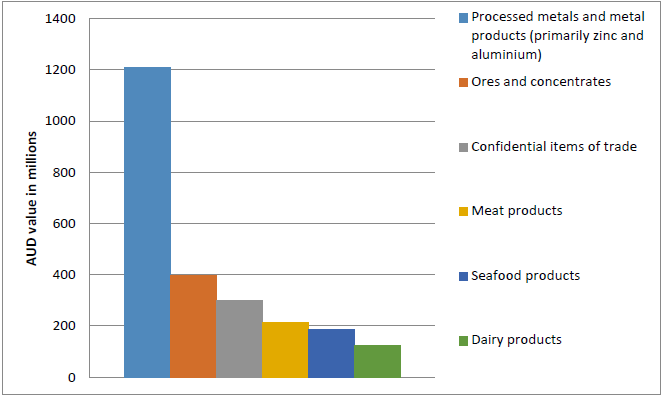 AUD value in millions
1400
1200
1000
800
600
400
200
0
Processed metals and metal
products (primarily zinc and
aluminium)
Ores and concentrates
Confidential items of trade
Meat products
Seafood products
Dairy products